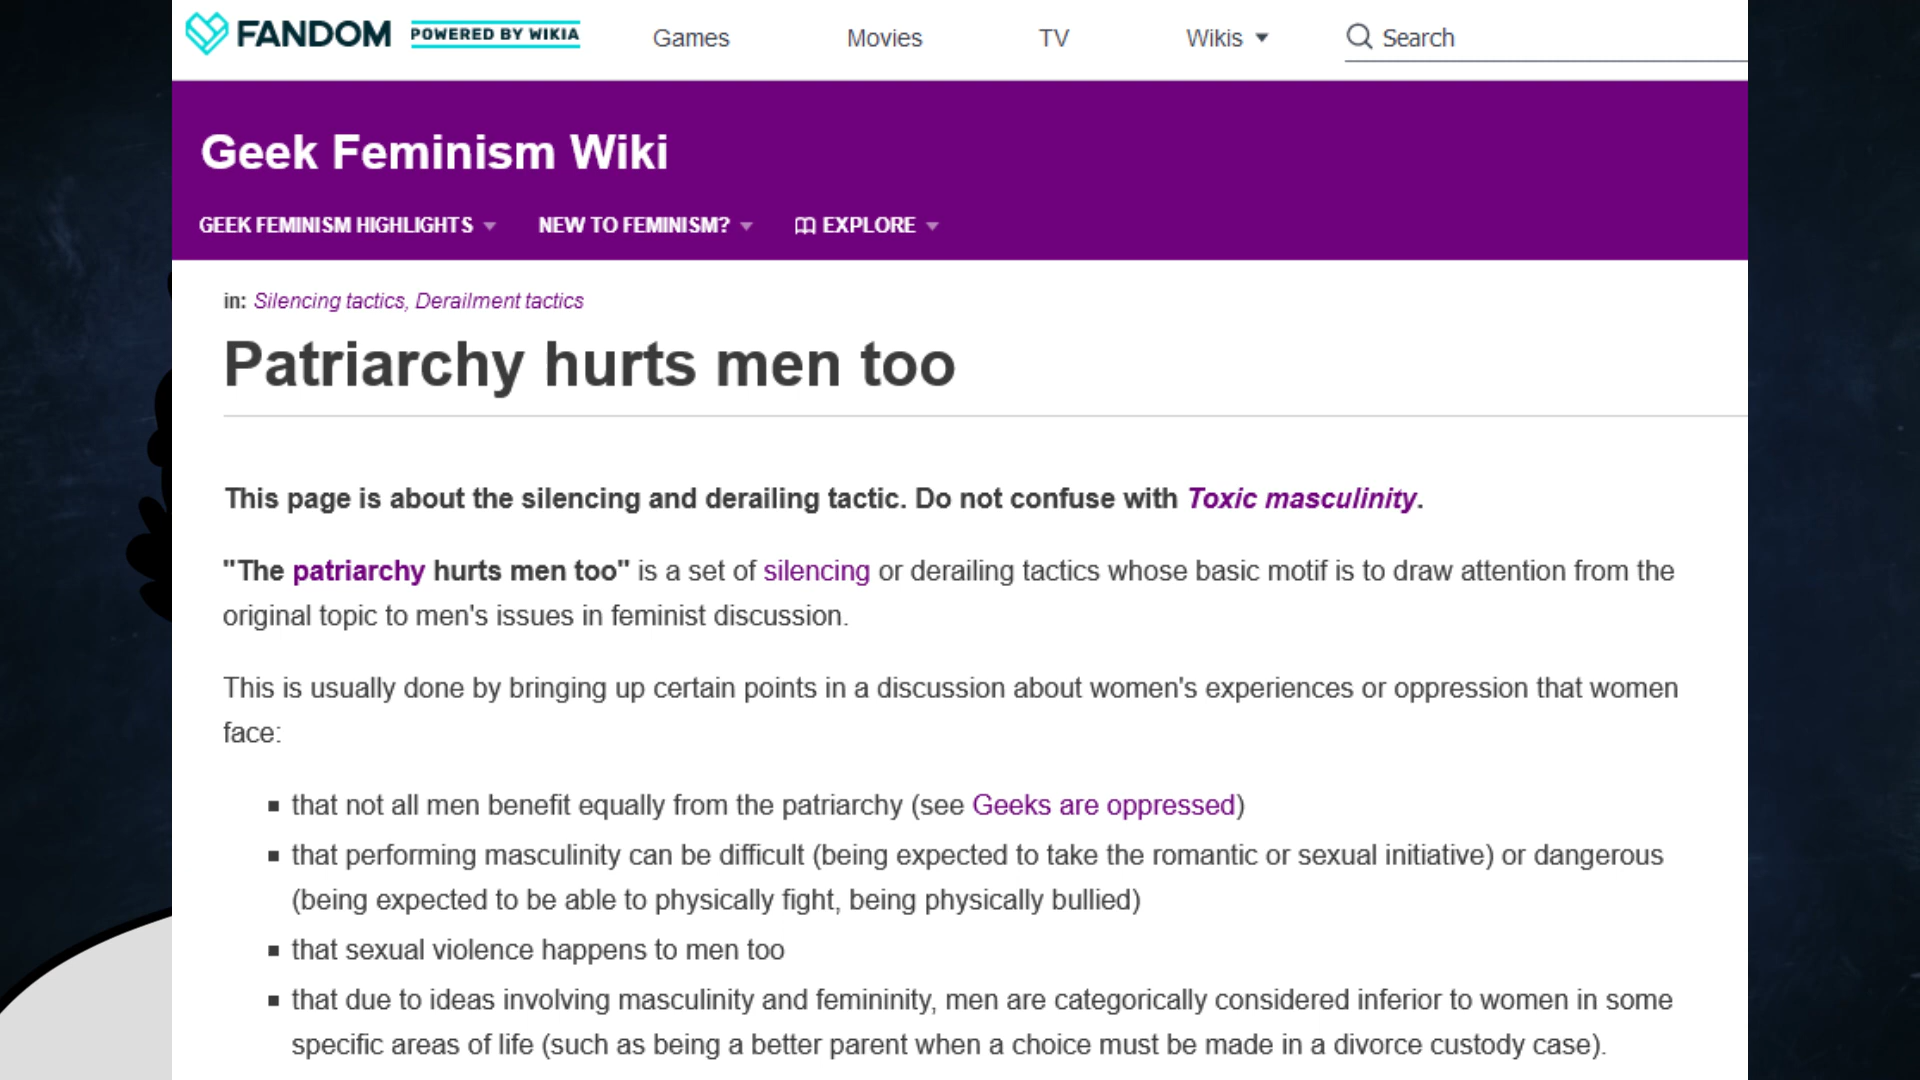 FANDOM POWERED BY WIKIA Games Movies TV Wikis Search
Geek Feminism Wiki
GEEK FEMINISM HIGHLIGHTS NEW TO FEMINISM? EXPLORE
in: Silencing tactics, Derailment tactics
Patriarchy hurts men too
This page is about the silencing and derailing tactic. Do not confuse with Toxic masculinity.
"The patriarchy hurts men too" is a set of silencing or derailing tactics whose basic motif is to draw attention from the
original topic to men's issues in feminist discussion.
This is usually done by bringing up certain points in a discussion about women's experiences or oppression that women
face:
▪ that not all men benefit equally from the patriarchy (see Geeks are oppressed)
▪ that performing masculinity can be difficult (being expected to take the romantic or sexual initiative) or dangerous
(being expected to be able to physically fight, being physically bullied)
▪ that sexual violence happens to men too
▪ that due to ideas involving masculinity and femininity, men are categorically considered inferior to women in some
specific areas of life (such as being a better parent when a choice must be made in a divorce custody case).